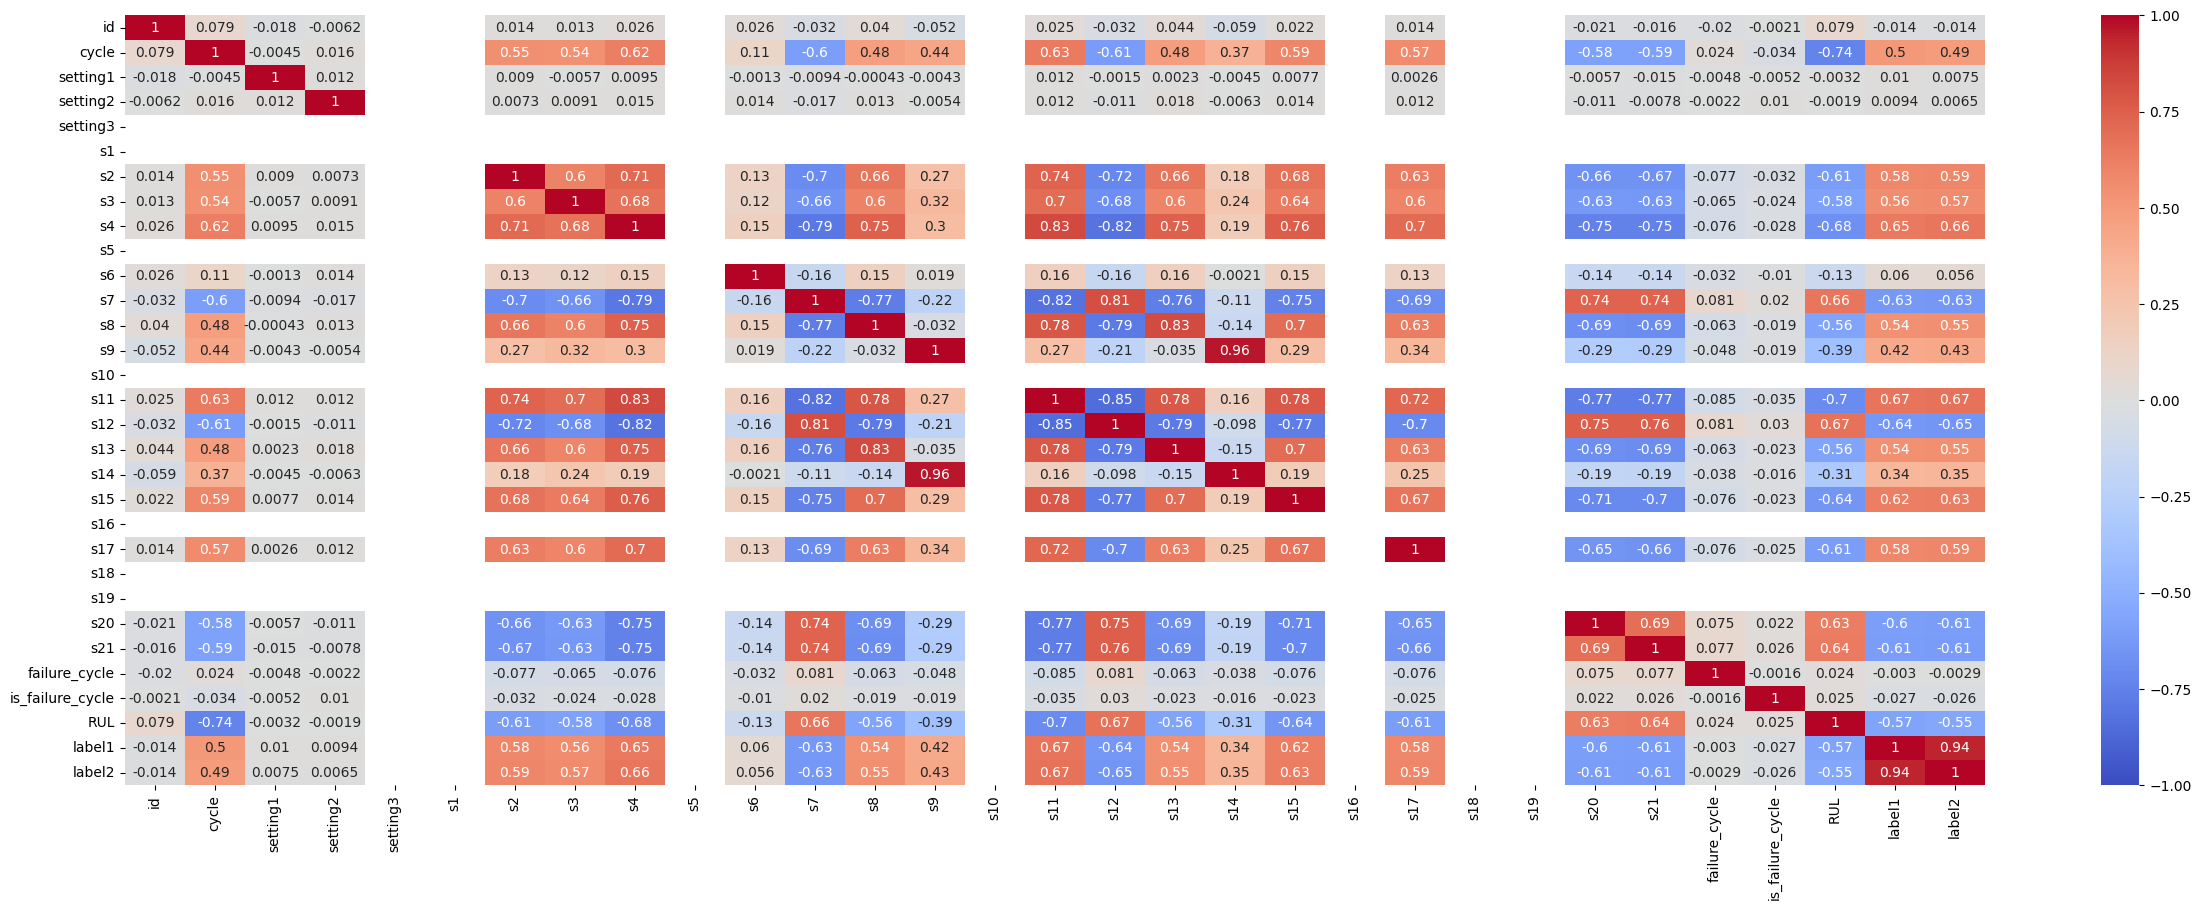 id 1 0.079 -0.018 -0.0062 0.014 0.013 0.026 0.026 -0.032 0.04 -0.052 0.025 -0.032 0.044 -0.059 0.022 0.014 -0.021 -0.016 -0.02 -0.0021 0.079 -0.014 -0.014 1.00
cycle 0.079 1 -0.0045 0.016 0.55 0.54 0.62 0.11 -0.6 0.48 0.44 0.63 -0.61 0.48 0.37 0.59 0.57 -0.58 -0.59 0.024 -0.034 -0.74 0.5 0.49
setting1 -0.018 -0.0045 1 0.012 0.009 -0.0057 0.0095 -0.0013 -0.0094 -0.00043 -0.0043 0.012 -0.0015 0.0023 -0.0045 0.0077 0.0026 -0.0057 -0.015 -0.0048 -0.0052 -0.0032 0.01 0.0075
setting2 -0.0062 0.016 0.012 1 0.0073 0.0091 0.015 0.014 -0.017 0.013 -0.0054 0.012 -0.011 0.018 -0.0063 0.014 0.012 -0.011 -0.0078 -0.0022 0.01 -0.0019 0.0094 0.0065 0.75
setting3
s1
s2 0.014 0.55 0.009 0.0073 1 0.6 0.71 0.13 -0.7 0.66 0.27 0.74 -0.72 0.66 0.18 0.68 0.63 -0.66 -0.67 -0.077 -0.032 -0.61 0.58 0.59
s3 0.013 0.54 -0.0057 0.0091 0.6 1 0.68 0.12 -0.66 0.6 0.32 0.7 -0.68 0.6 0.24 0.64 0.6 -0.63 -0.63 -0.065 -0.024 -0.58 0.56 0.57 0.50
s4 0.026 0.62 0.0095 0.015 0.71 0.68 1 0.15 -0.79 0.75 0.3 0.83 -0.82 0.75 0.19 0.76 0.7 -0.75 -0.75 -0.076 -0.028 -0.68 0.65 0.66
s5
s6 0.026 0.11 -0.0013 0.014 0.13 0.12 0.15 1 -0.16 0.15 0.019 0.16 -0.16 0.16 -0.0021 0.15 0.13 -0.14 -0.14 -0.032 -0.01 -0.13 0.06 0.056
s7 -0.032 -0.6 -0.0094 -0.017 -0.7 -0.66 -0.79 -0.16 1 -0.77 -0.22 -0.82 0.81 -0.76 -0.11 -0.75 -0.69 0.74 0.74 0.081 0.02 0.66 -0.63 -0.63 0.25
s8 0.04 0.48 -0.00043 0.013 0.66 0.6 0.75 0.15 -0.77 1 -0.032 0.78 -0.79 0.83 -0.14 0.7 0.63 -0.69 -0.69 -0.063 -0.019 -0.56 0.54 0.55
s9 -0.052 0.44 -0.0043 -0.0054 0.27 0.32 0.3 0.019 -0.22 -0.032 1 0.27 -0.21 -0.035 0.96 0.29 0.34 -0.29 -0.29 -0.048 -0.019 -0.39 0.42 0.43
s10
s11 0.025 0.63 0.012 0.012 0.74 0.7 0.83 0.16 -0.82 0.78 0.27 1 -0.85 0.78 0.16 0.78 0.72 -0.77 -0.77 -0.085 -0.035 -0.7 0.67 0.67 0.00
s12 -0.032 -0.61 -0.0015 -0.011 -0.72 -0.68 -0.82 -0.16 0.81 -0.79 -0.21 -0.85 1 -0.79 -0.098 -0.77 -0.7 0.75 0.76 0.081 0.03 0.67 -0.64 -0.65
s13 0.044 0.48 0.0023 0.018 0.66 0.6 0.75 0.16 -0.76 0.83 -0.035 0.78 -0.79 1 -0.15 0.7 0.63 -0.69 -0.69 -0.063 -0.023 -0.56 0.54 0.55
s14 -0.059 0.37 -0.0045 -0.0063 0.18 0.24 0.19 -0.0021 -0.11 -0.14 0.96 0.16 -0.098 -0.15 1 0.19 0.25 -0.19 -0.19 -0.038 -0.016 -0.31 0.34 0.35
s15 0.022 0.59 0.0077 0.014 0.68 0.64 0.76 0.15 -0.75 0.7 0.29 0.78 -0.77 0.7 0.19 1 0.67 -0.71 -0.7 -0.076 -0.023 -0.64 0.62 0.63 −0.25
s16
s17 0.014 0.57 0.0026 0.012 0.63 0.6 0.7 0.13 -0.69 0.63 0.34 0.72 -0.7 0.63 0.25 0.67 1 -0.65 -0.66 -0.076 -0.025 -0.61 0.58 0.59
s18
s19 −0.50
s20 -0.021 -0.58 -0.0057 -0.011 -0.66 -0.63 -0.75 -0.14 0.74 -0.69 -0.29 -0.77 0.75 -0.69 -0.19 -0.71 -0.65 1 0.69 0.075 0.022 0.63 -0.6 -0.61
s21 -0.016 -0.59 -0.015 -0.0078 -0.67 -0.63 -0.75 -0.14 0.74 -0.69 -0.29 -0.77 0.76 -0.69 -0.19 -0.7 -0.66 0.69 1 0.077 0.026 0.64 -0.61 -0.61
failure_cycle -0.02 0.024 -0.0048 -0.0022 -0.077 -0.065 -0.076 -0.032 0.081 -0.063 -0.048 -0.085 0.081 -0.063 -0.038 -0.076 -0.076 0.075 0.077 1 -0.0016 0.024 -0.003 -0.0029
is_failure_cycle -0.0021 -0.034 -0.0052 0.01 -0.032 -0.024 -0.028 -0.01 0.02 -0.019 -0.019 -0.035 0.03 -0.023 -0.016 -0.023 -0.025 0.022 0.026 -0.0016 1 0.025 -0.027 -0.026 −0.75
RUL 0.079 -0.74 -0.0032 -0.0019 -0.61 -0.58 -0.68 -0.13 0.66 -0.56 -0.39 -0.7 0.67 -0.56 -0.31 -0.64 -0.61 0.63 0.64 0.024 0.025 1 -0.57 -0.55
label1 -0.014 0.5 0.01 0.0094 0.58 0.56 0.65 0.06 -0.63 0.54 0.42 0.67 -0.64 0.54 0.34 0.62 0.58 -0.6 -0.61 -0.003 -0.027 -0.57 1 0.94
label2 -0.014 0.49 0.0075 0.0065 0.59 0.57 0.66 0.056 -0.63 0.55 0.43 0.67 -0.65 0.55 0.35 0.63 0.59 -0.61 -0.61 -0.0029 -0.026 -0.55 0.94 1 −1.00
id cycle setting1 setting2 setting3 s1 s2 s3 s4 s5 s6 s7 s8 s9 s10 s11 s12 s13 s14 s15 s16 s17 s18 s19 s20 s21 failure_cycle is_failure_cycle RUL label1 label2